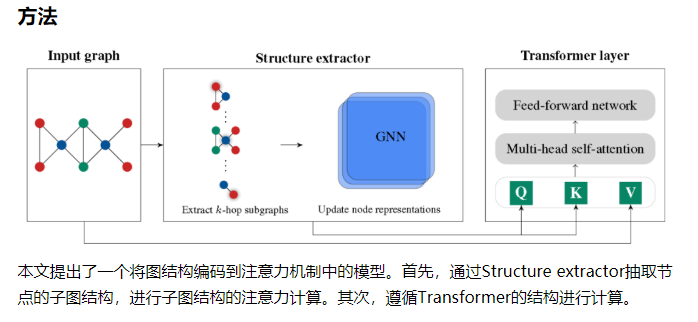 方法
Input graph
Structure extractor
Transformer layer
GNN
Extract k-hop subgraphs
Update node representations
Feed-forward network
Multi-head self-attention
Q K V
本文提出了一个将图结构编码到注意力机制中的模型。首先，通过Structure extractor抽取节
点的子图结构，进行子图结构的注意力计算。其次，遵循Transformer的结构进行计算。